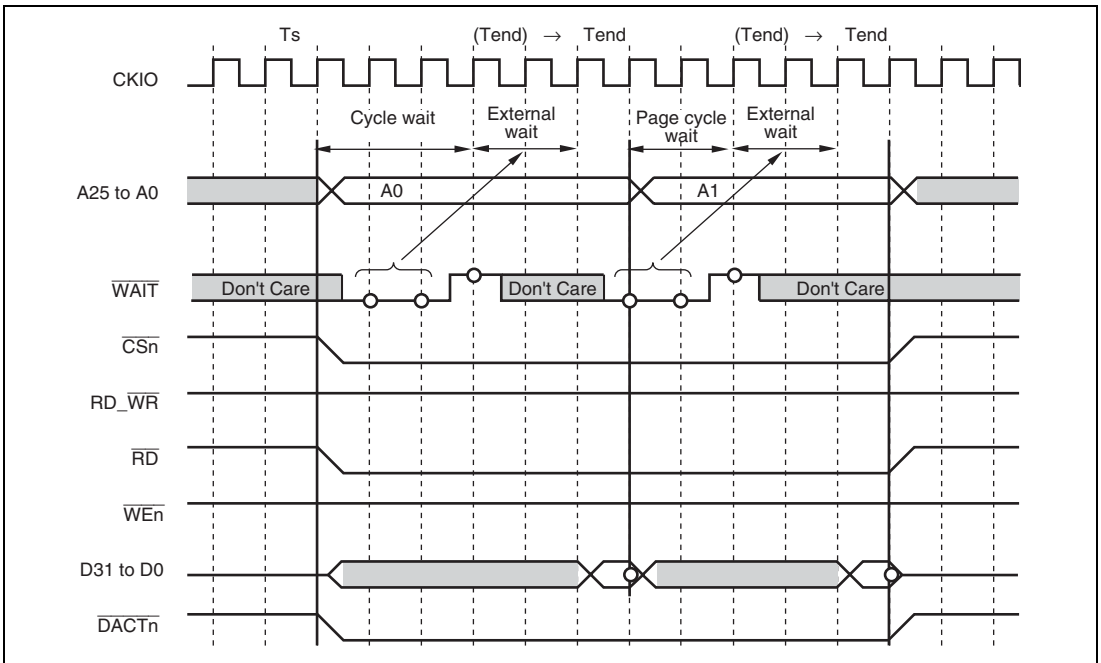 Ts (Tend) → Tend (Tend) → Tend
CKIO
Cycle wait External wait Page cycle wait External wait
A25 to A0 A0 A1
WAIT Don't Care Don't Care Don't Care
CSn
RD_WR
RD
WEn
D31 to D0
DACTn